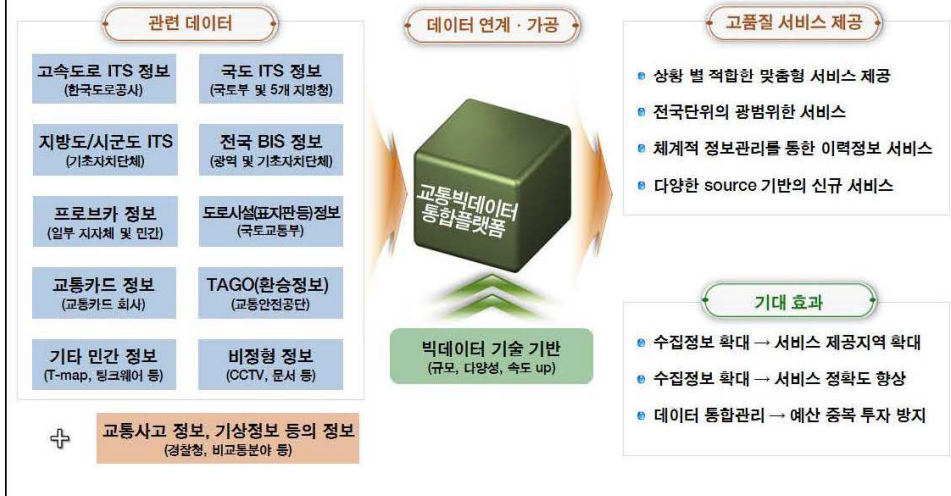 관련 데이터
고속도로 ITS 정보
(한국도로공사)
국도 ITS 정보
(국토부 및 5개 지방청)
지방도/시군도 ITS
(기초자치단체)
전국 BIS 정보
(광역 및 기초자치단체)
프로브카 정보
(일부 지자체 및 민간)
도로시설(표지판등)정보
(국토교통부)
교통카드 정보
(교통카드 회사)
TAGO(환승정보)
(교통안전공단)
기타 민간 정보
(T-map, 팅크웨어 등)
비정형 정보
(CCTV, 문서 등)
교통사고 정보, 기상정보 등의 정보
(경찰청, 비교통분야 등)
데이터 연계 · 가공
교통빅데이터
통합플랫폼
빅데이터 기술 기반
(규모, 다양성, 속도 up)
고품질 서비스 제공
상황 별 적합한 맞춤형 서비스 제공
전국단위의 광범위한 서비스
체계적 정보관리를 통한 이력정보 서비스
다양한 source 기반의 신규 서비스
기대 효과
수집정보 확대 → 서비스 제공지역 확대
수집정보 확대 → 서비스 정확도 향상
데이터 통합관리 → 예산 중복 투자 방지